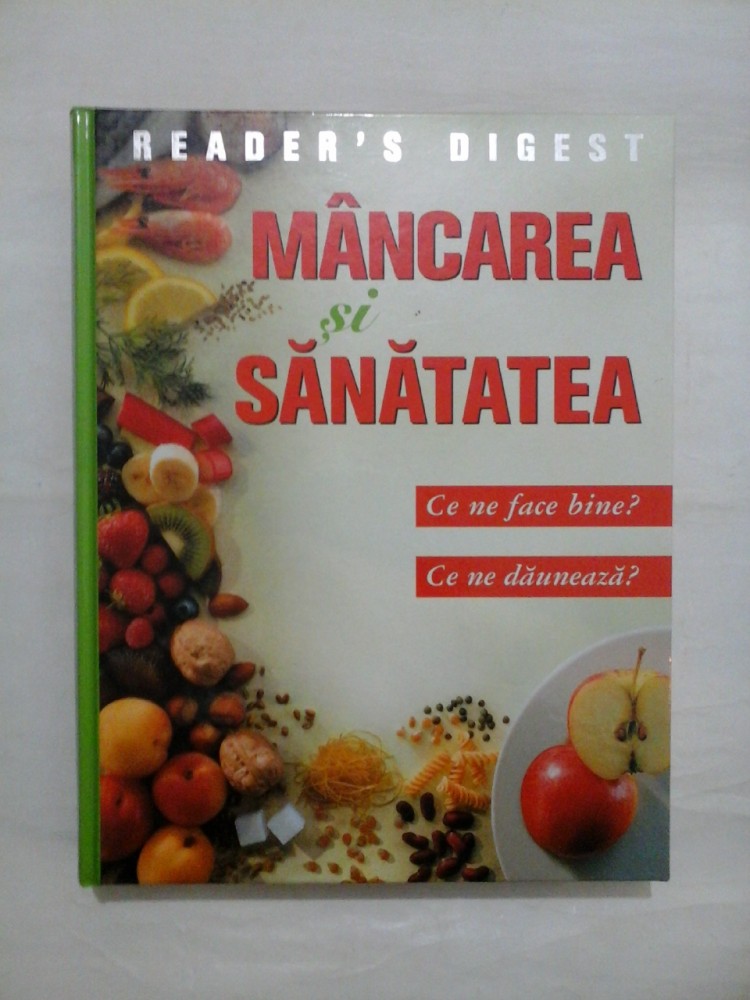 READER'S DIGEST
MÂNCAREA
și
SĂNĂTATEA
Ce ne face bine?
Ce ne dăunează?